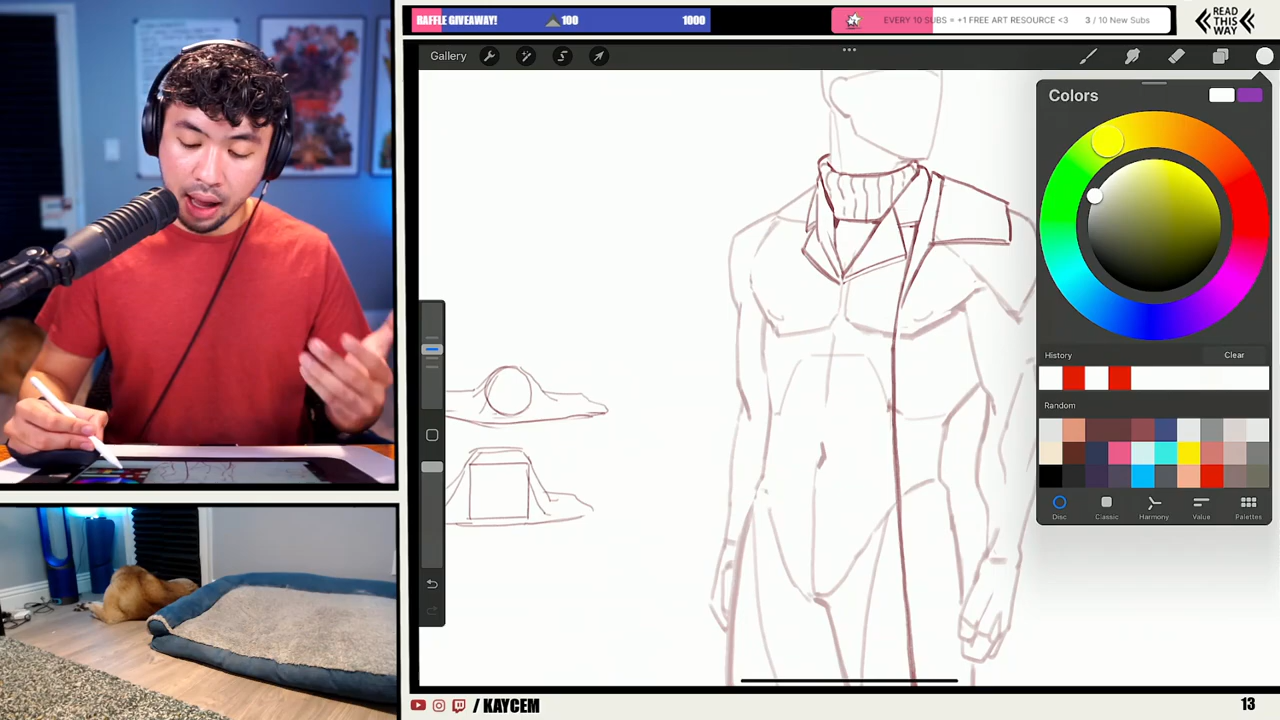 RAFFLE GIVEAWAY!
100
1000
EVERY 10 SUBS = +1 FREE ART RESOURCE <3
3 / 10 New Subs
READ
THIS
WAY
Gallery
Colors
History
Clear
Random
Disc
Classic
Harmony
Value
Palettes
/ KAYCEM
13